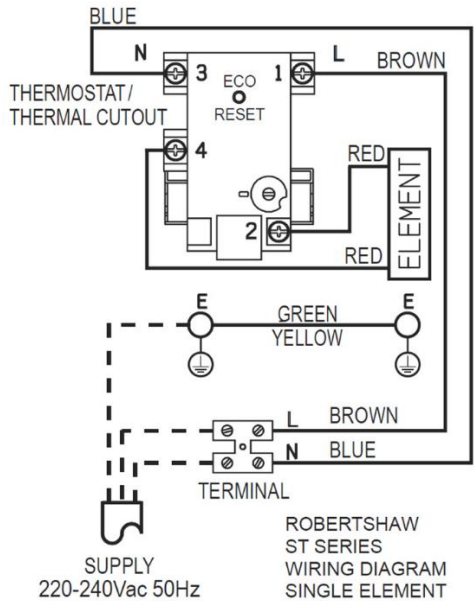 BLUE
N
L
BROWN
3
ECO
1
THERMOSTAT/
THERMAL CUTOUT
RESET
4
RED
ELEMENT
2
RED
E
GREEN
E
YELLOW
L
BROWN
N
BLUE
TERMINAL
SUPPLY
220-240Vac 50Hz
ROBERTSHAW
ST SERIES
WIRING DIAGRAM
SINGLE ELEMENT